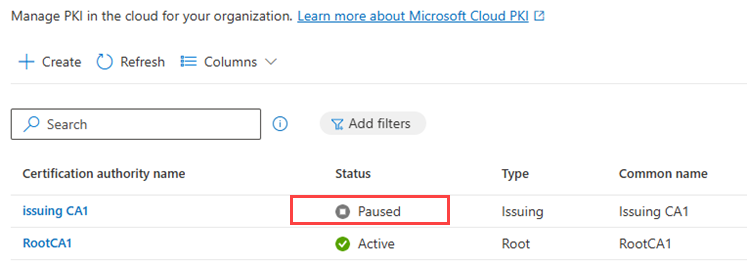 Manage PKI in the cloud for your organization. Learn more about Microsoft Cloud PKI
Create Refresh Columns
Search Add filters
Certification authority name Status Type Common name
issuing CA1 Paused Issuing Issuing CA1
RootCA1 Active Root RootCA1